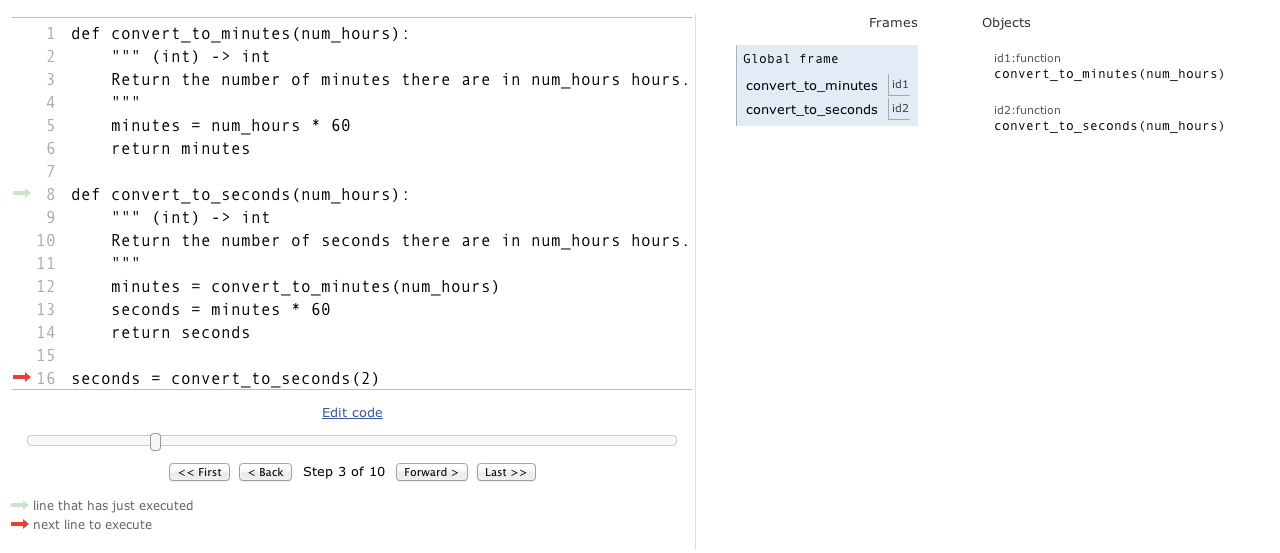 1 def convert_to_minutes(num_hours):
2     """ (int) -> int
3     Return the number of minutes there are in num_hours hours.
4     """
5     minutes = num_hours * 60
6     return minutes
7
8 def convert_to_seconds(num_hours):
9     """ (int) -> int
10     Return the number of seconds there are in num_hours hours.
11     """
12     minutes = convert_to_minutes(num_hours)
13     seconds = minutes * 60
14     return seconds
15
16 seconds = convert_to_seconds(2)
Edit code
<< First < Back Step 3 of 10 Forward > Last >>
line that has just executed
next line to execute
Frames Objects
Global frame
convert_to_minutes id1
convert_to_seconds id2
id1:function
convert_to_minutes(num_hours)
id2:function
convert_to_seconds(num_hours)